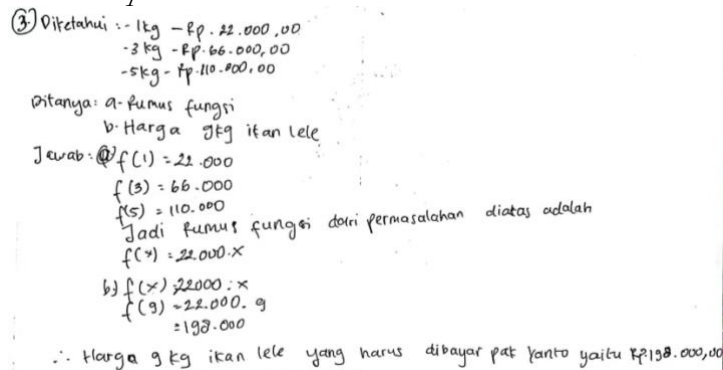 3. Diketahui : - 1kg - Rp. 22.000,00
- 3 kg - Rp. 66.000,00
- 5kg - Rp. 110.000,00
Ditanya: a. Rumus fungsi
b. Harga 9kg ikan lele
Jawab: a) f(1) = 22.000
f(3) = 66.000
f(5) = 110.000
Jadi Rumus fungsi dari permasalahan diatas adalah
f(x) = 22.000.x
b) f(x) = 22000 . x
f(9) = 22.000. 9
= 198.000
∴ Harga 9 kg ikan lele yang harus dibayar pak Yanto yaitu Rp.198.000,00